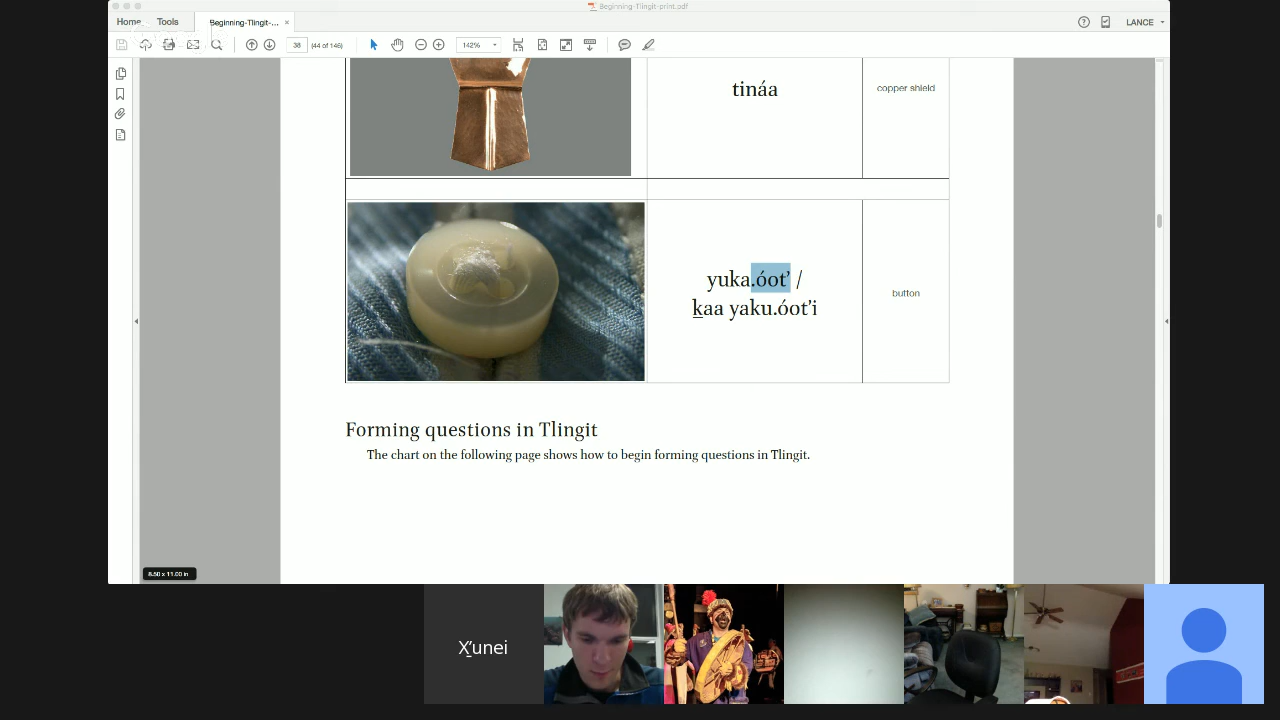 Beginning-Tlingit-print.pdf
Home Tools Beginning-Tlingit-... × LANCE
38 (44 of 146) 142%
tináa copper shield
yuka.óot’ /
ḵaa yaku.óot’i
button
Forming questions in Tlingit
The chart on the following page shows how to begin forming questions in Tlingit.
8.50 x 11.00 in
X̱’unei